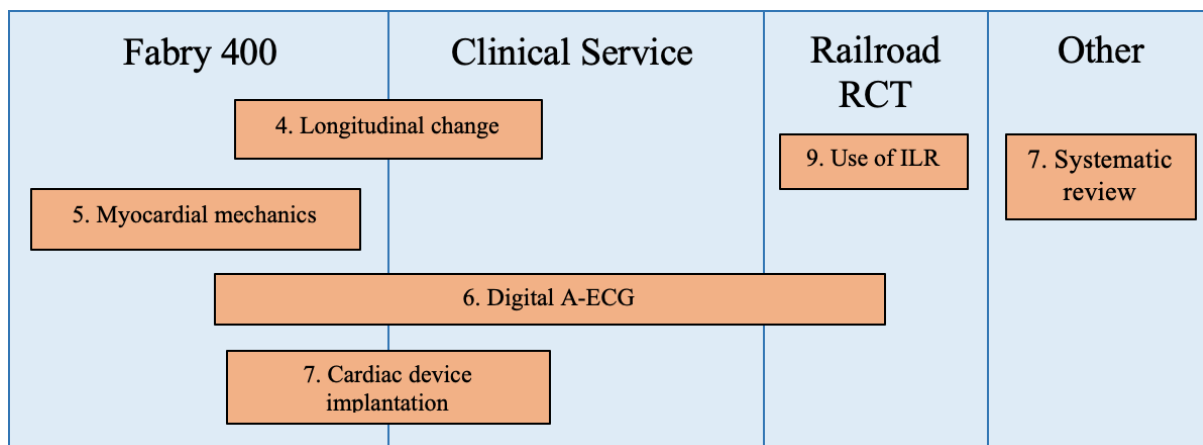 Fabry 400
Clinical Service
Railroad
RCT
Other
4. Longitudinal change
9. Use of ILR
7. Systematic
review
5. Myocardial mechanics
6. Digital A-ECG
7. Cardiac device
implantation